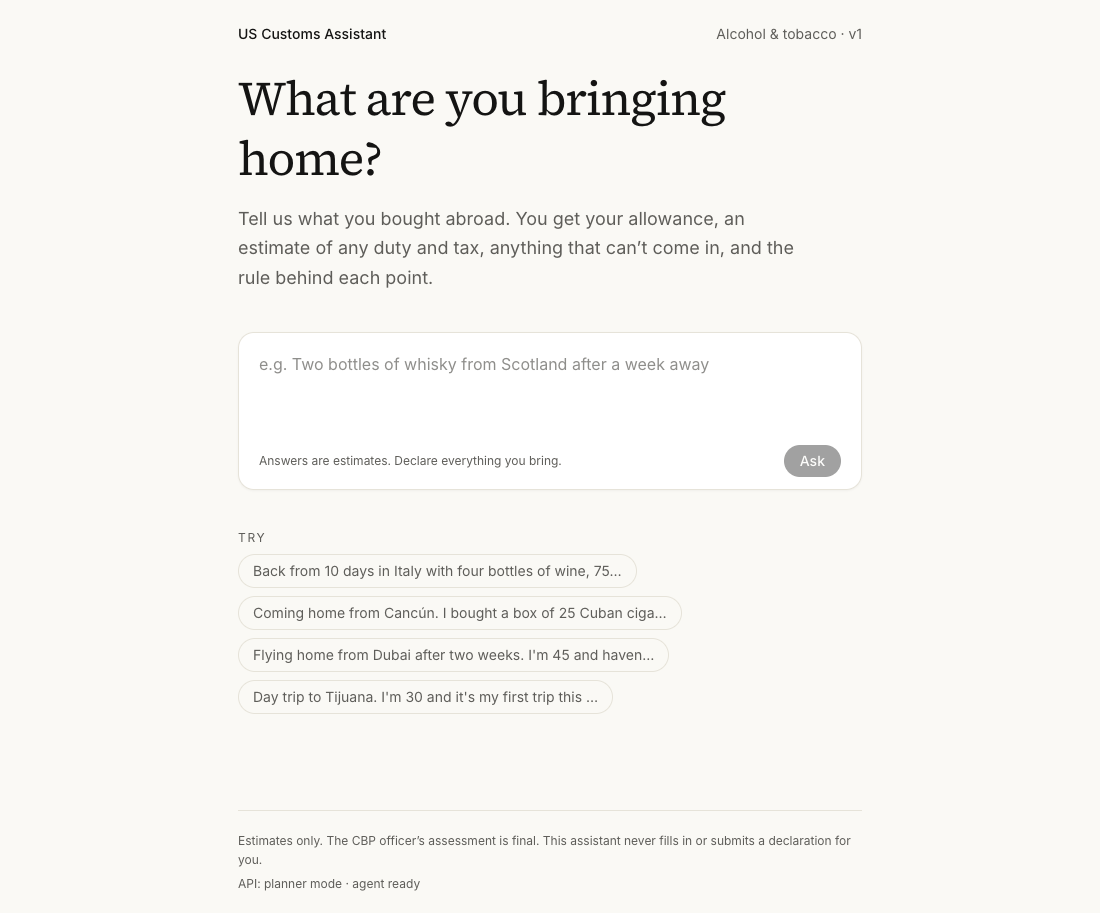 US Customs Assistant
Alcohol & tobacco · v1
What are you bringing
home?
Tell us what you bought abroad. You get your allowance, an
estimate of any duty and tax, anything that can’t come in, and the
rule behind each point.
e.g. Two bottles of whisky from Scotland after a week away
Answers are estimates. Declare everything you bring.
Ask
TRY
Back from 10 days in Italy with four bottles of wine, 75…
Coming home from Cancún. I bought a box of 25 Cuban ciga…
Flying home from Dubai after two weeks. I'm 45 and haven…
Day trip to Tijuana. I'm 30 and it's my first trip this …
Estimates only. The CBP officer’s assessment is final. This assistant never fills in or submits a declaration for
you.
API: planner mode · agent ready